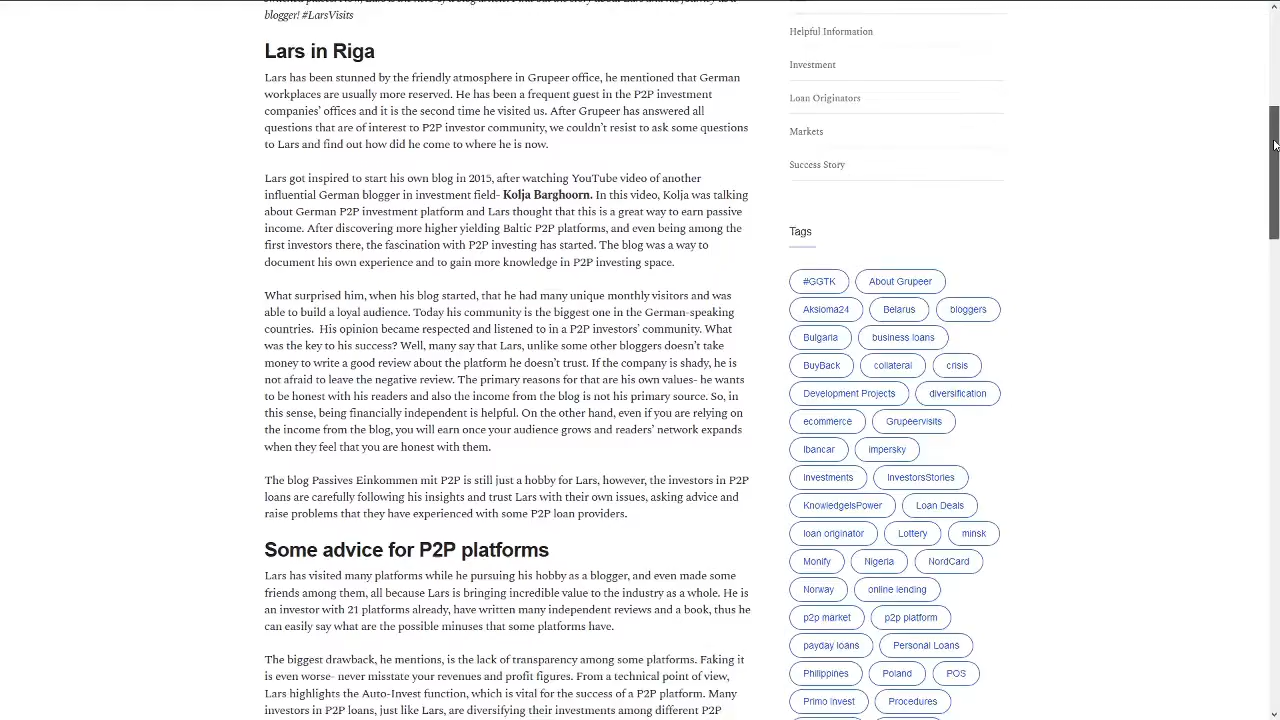 blogger! #LarsVisits
Lars in Riga
Lars has been stunned by the friendly atmosphere in Grupeer office, he mentioned that German
workplaces are usually more reserved. He has been a frequent guest in the P2P investment
companies' offices and it is the second time he visited us. After Grupeer has answered all
questions that are of interest to P2P investor community, we couldn't resist to ask some questions
to Lars and find out how did he come to where he is now.
Lars got inspired to start his own blog in 2015, after watching YouTube video of another
influential German blogger in investment field- Kolja Barghoorn. In this video, Kolja was talking
about German P2P investment platform and Lars thought that this is a great way to earn passive
income. After discovering more higher yielding Baltic P2P platforms, and even being among the
first investors there, the fascination with P2P investing has started. The blog was a way to
document his own experience and to gain more knowledge in P2P investing space.
What surprised him, when his blog started, that he had many unique monthly visitors and was
able to build a loyal audience. Today his community is the biggest one in the German-speaking
countries.  His opinion became respected and listened to in a P2P investors' community. What
was the key to his success? Well, many say that Lars, unlike some other bloggers doesn't take
money to write a good review about the platform he doesn't trust. If the company is shady, he is
not afraid to leave the negative review. The primary reasons for that are his own values- he wants
to be honest with his readers and also the income from the blog is not his primary source. So, in
this sense, being financially independent is helpful. On the other hand, even if you are relying on
the income from the blog, you will earn once your audience grows and readers' network expands
when they feel that you are honest with them.
The blog Passives Einkommen mit P2P is still just a hobby for Lars, however, the investors in P2P
loans are carefully following his insights and trust Lars with their own issues, asking advice and
raise problems that they have experienced with some P2P loan providers.
Some advice for P2P platforms
Lars has visited many platforms while he pursuing his hobby as a blogger, and even made some
friends among them, all because Lars is bringing incredible value to the industry as a whole. He is
an investor with 21 platforms already, have written many independent reviews and a book, thus he
can easily say what are the possible minuses that some platforms have.
The biggest drawback, he mentions, is the lack of transparency among some platforms. Faking it
is even worse- never misstate your revenues and profit figures. From a technical point of view,
Lars highlights the Auto-Invest function, which is vital for the success of a P2P platform. Many
investors in P2P loans, just like Lars, are diversifying their investments among different P2P
Helpful Information
Investment
Loan Originators
Markets
Success Story
Tags
#GGTK About Grupeer
Aksioma24 Belarus bloggers
Bulgaria business loans
BuyBack collateral crisis
Development Projects diversification
ecommerce Grupeervisits
Ibancar impersky
Investments InvestorsStories
KnowledgeIsPower Loan Deals
loan originator Lottery minsk
Monify Nigeria NordCard
Norway online lending
p2p market p2p platform
payday loans Personal Loans
Philippines Poland POS
Primo Invest Procedures